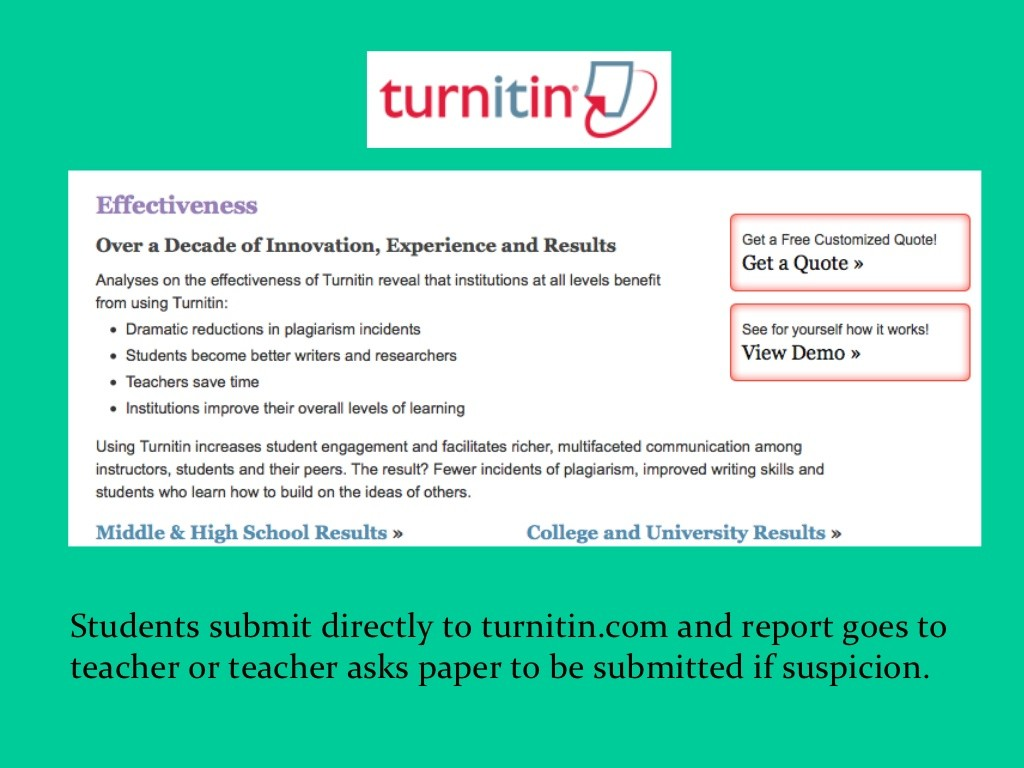 turnitin®
Effectiveness
Over a Decade of Innovation, Experience and Results
Analyses on the effectiveness of Turnitin reveal that institutions at all levels benefit
from using Turnitin:
• Dramatic reductions in plagiarism incidents
• Students become better writers and researchers
• Teachers save time
• Institutions improve their overall levels of learning
Using Turnitin increases student engagement and facilitates richer, multifaceted communication among
instructors, students and their peers. The result? Fewer incidents of plagiarism, improved writing skills and
students who learn how to build on the ideas of others.
Middle & High School Results »
College and University Results »
Get a Free Customized Quote!
Get a Quote »
See for yourself how it works!
View Demo »
Students submit directly to turnitin.com and report goes to
teacher or teacher asks paper to be submitted if suspicion.